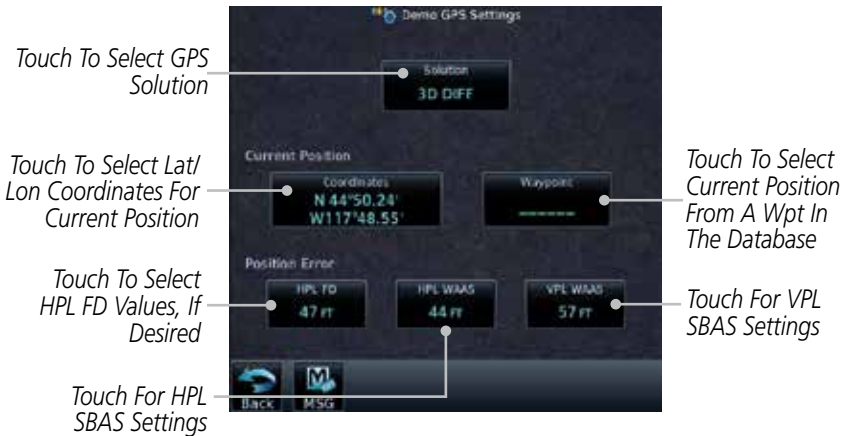 Demo GPS Settings
Touch To Select GPS
Solution
Solution
3D DIFF
Current Position
Touch To Select Lat/
Lon Coordinates For
Current Position
Coordinates
N 44°50.24'
W117°48.55'
Waypoint
______
Touch To Select
Current Position
From A Wpt In
The Database
Position Error
Touch To Select
HPL FD Values, If
Desired
HPL FD
47 FT
HPL WAAS
44 FT
VPL WAAS
57 FT
Touch For VPL
SBAS Settings
Touch For HPL
SBAS Settings
Back
MSG